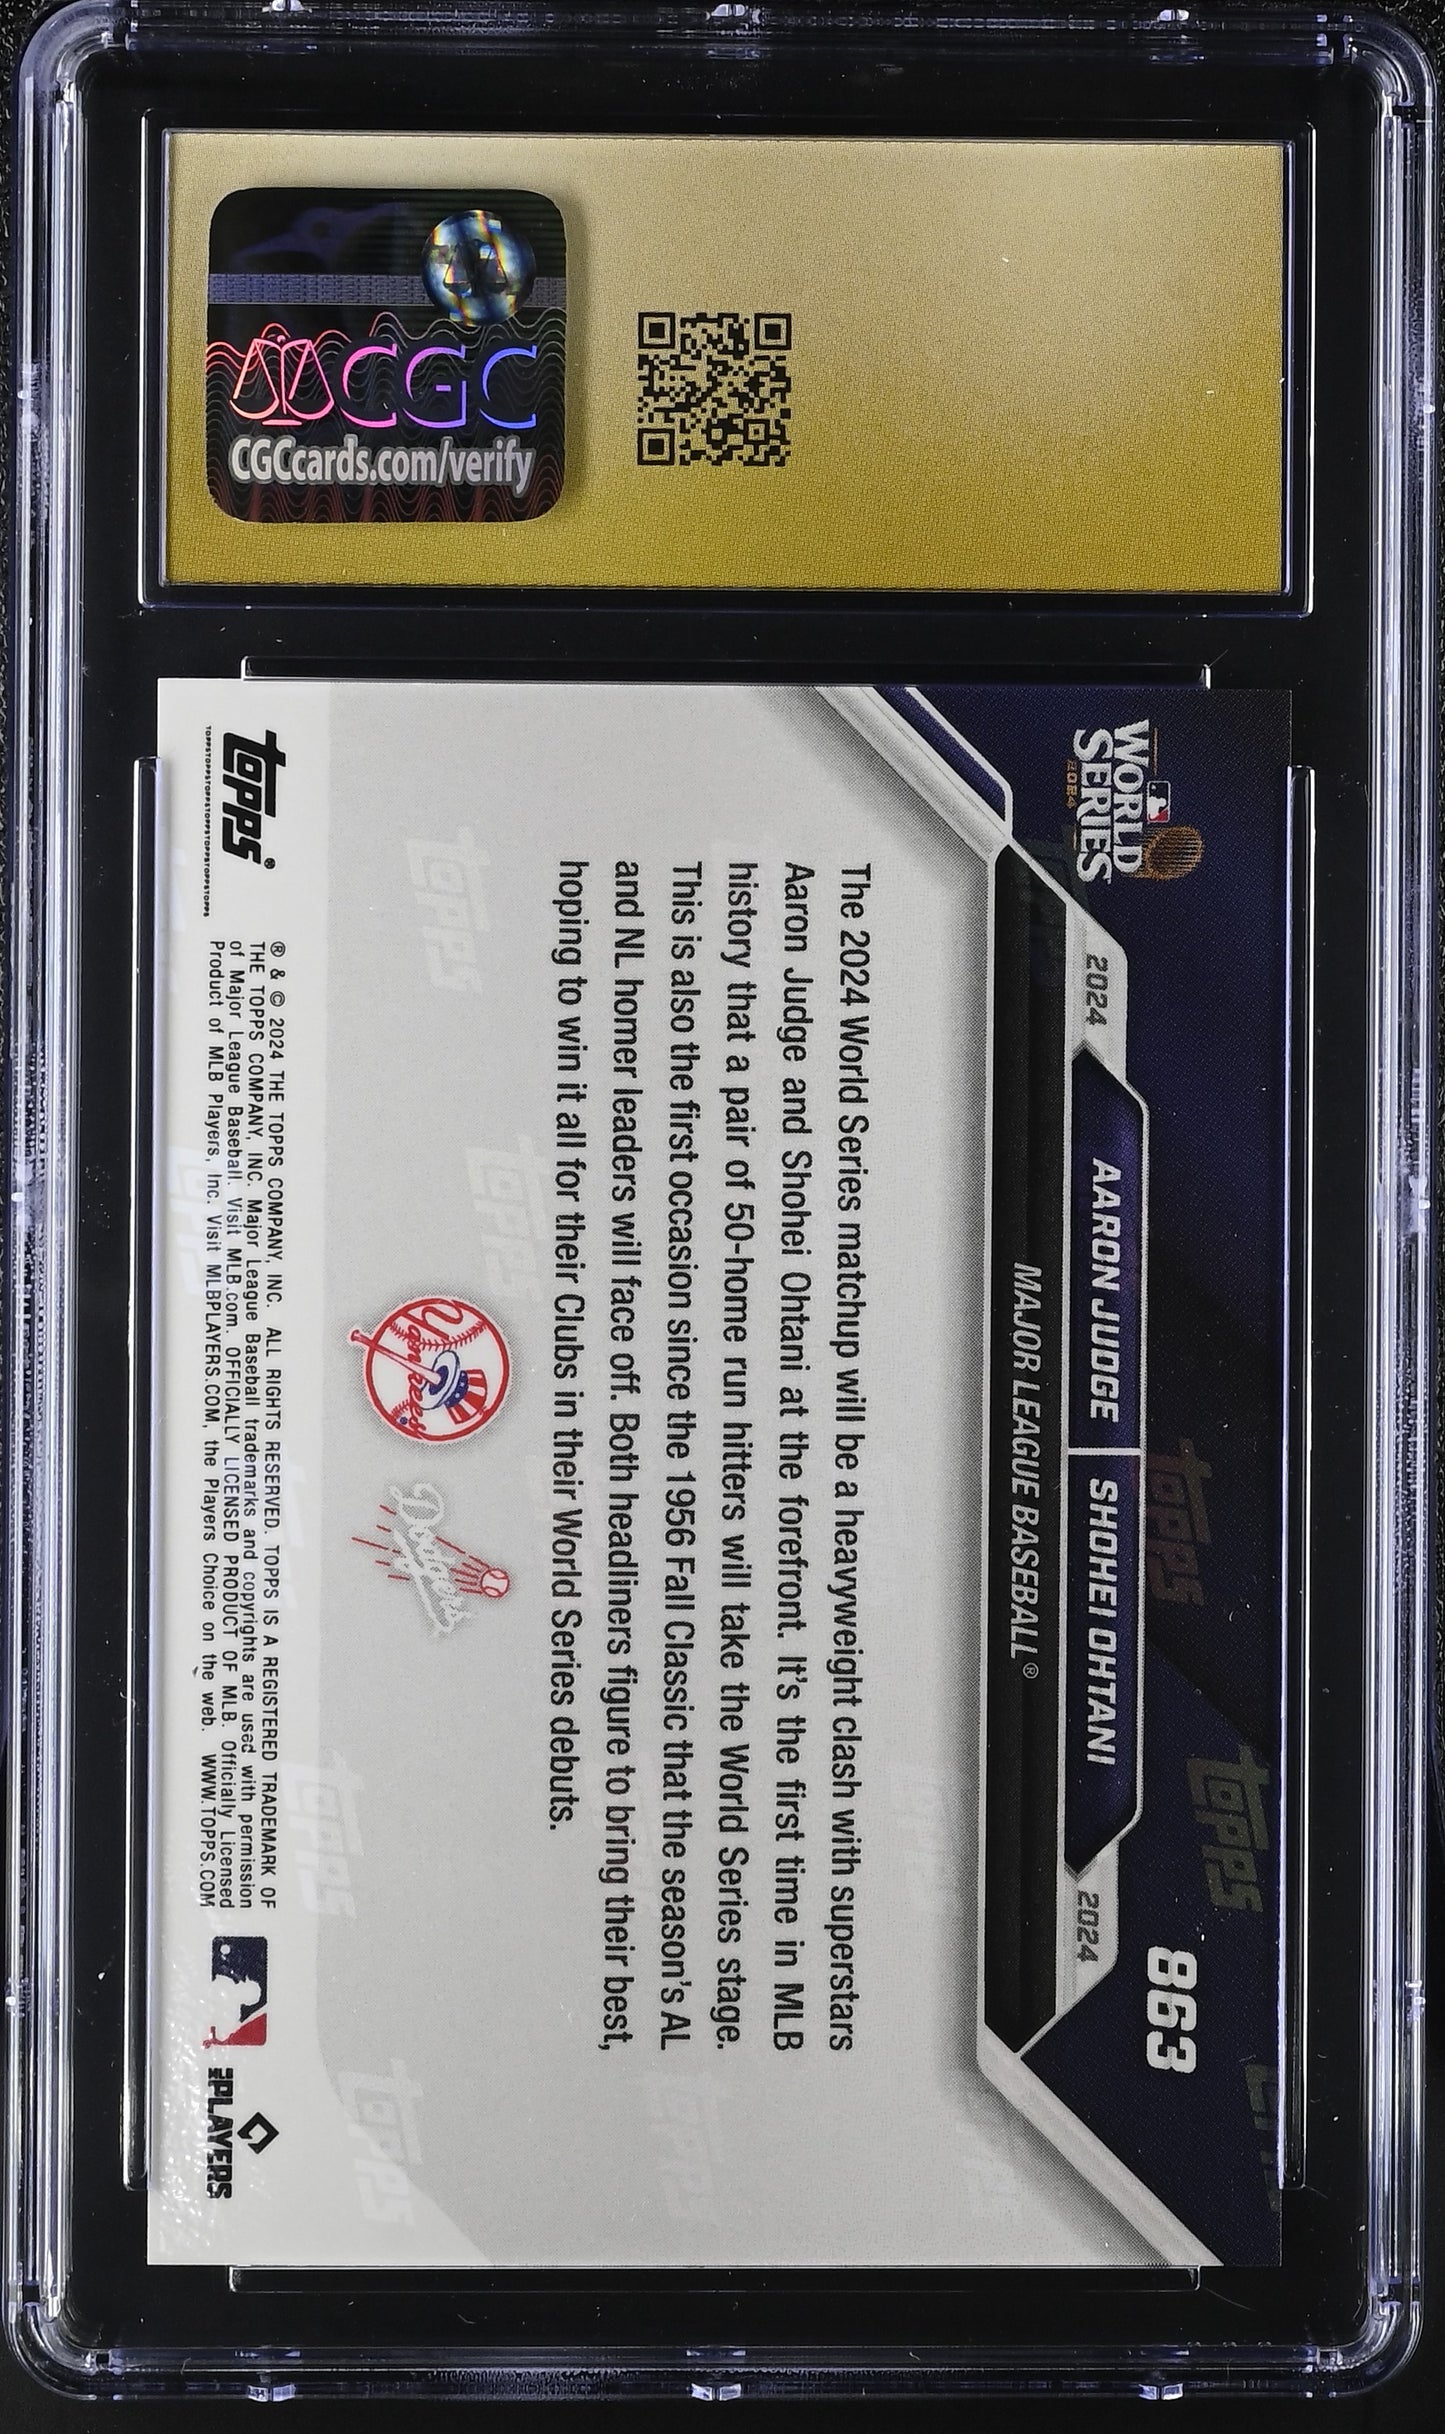 CGC
CGCcards.com/verify
WORLD
SERIES
2024
863
2024
AARON JUDGE | SHOHEI OHTANI
2024
MAJOR LEAGUE BASEBALL®
The 2024 World Series matchup will be a heavyweight clash with superstars
Aaron Judge and Shohei Ohtani at the forefront. It's the first time in MLB
history that a pair of 50-home run hitters will take the World Series stage.
This is also the first occasion since the 1956 Fall Classic that the season's AL
and NL homer leaders will face off. Both headliners figure to bring their best,
hoping to win it all for their Clubs in their World Series debuts.
Yankees
Dodgers
topps®
TOPPSTOPPSTOPPSTOPPSTOPPSTOPPSTOPPS
® & © 2024 THE TOPPS COMPANY, INC. ALL RIGHTS RESERVED. TOPPS IS A REGISTERED TRADEMARK OF
THE TOPPS COMPANY, INC. Major League Baseball trademarks and copyrights are used with permission
of Major League Baseball. Visit MLB.com. OFFICIALLY LICENSED PRODUCT OF MLB. Officially Licensed
Product of MLB Players, Inc. Visit MLBPLAYERS.COM, the Players Choice on the web. WWW.TOPPS.COM
MLB PLAYERS